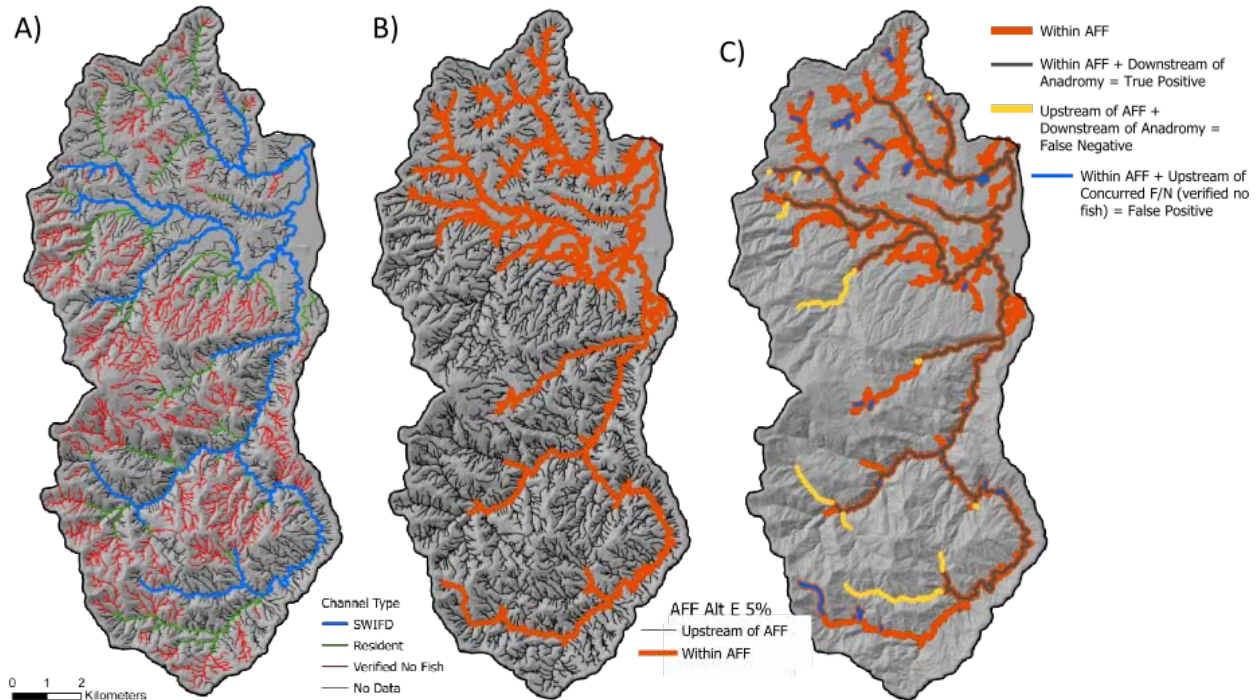 A)
B)
C)
Within AFF
Within AFF + Downstream of
Anadromy = True Positive
Upstream of AFF +
Downstream of Anadromy =
False Negative
Within AFF + Upstream of
Concurred F/N (verified no
fish) = False Positive
Channel Type
SWIFD
Resident
Verified No Fish
No Data
0 1 2
Kilometers
AFF Alt E 5%
Upstream of AFF
Within AFF